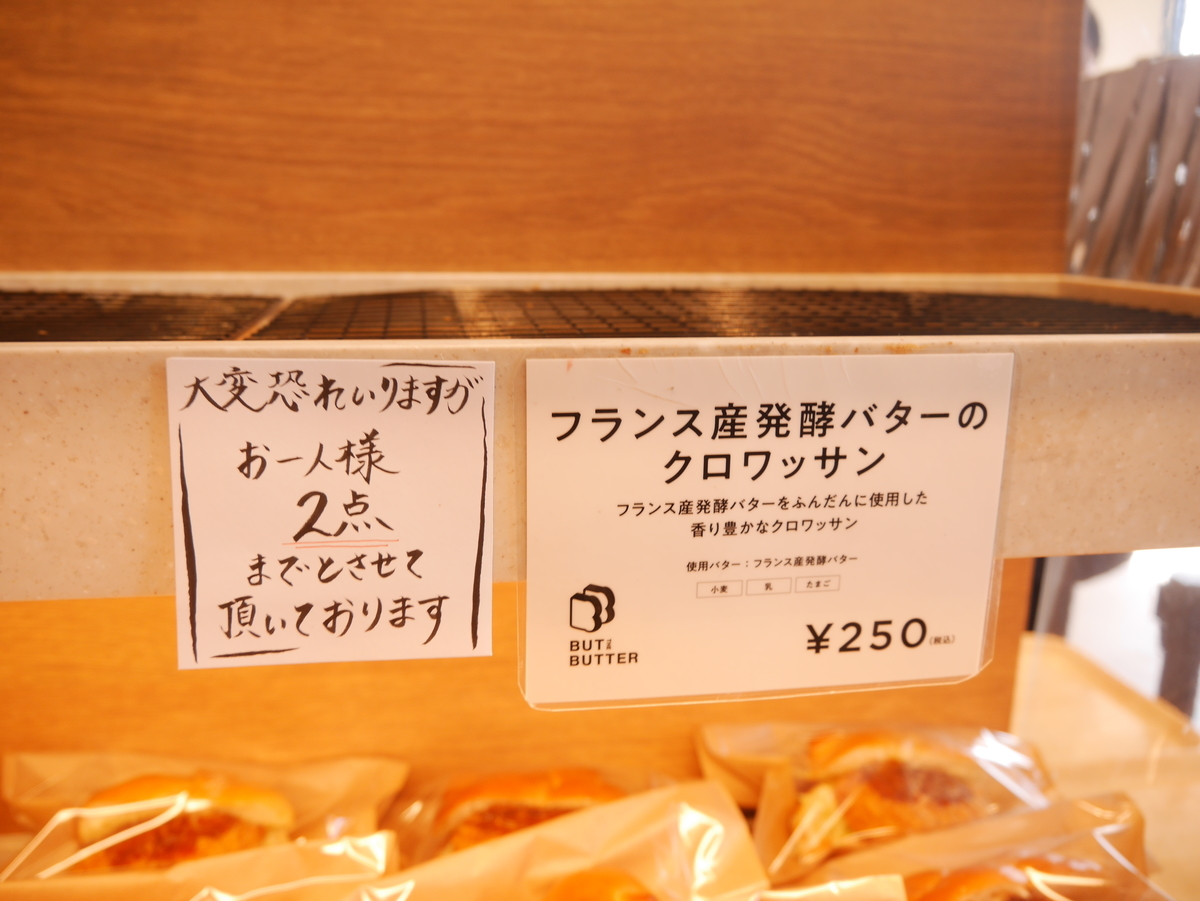 大変恐れいりますが
お一人様
2点
までとさせて
頂いております
フランス産発酵バターの
クロワッサン
フランス産発酵バターをふんだんに使用した
香り豊かなクロワッサン
使用バター：フランス産発酵バター
小麦 乳 たまご
¥250(税込)
BUT
BUTTER